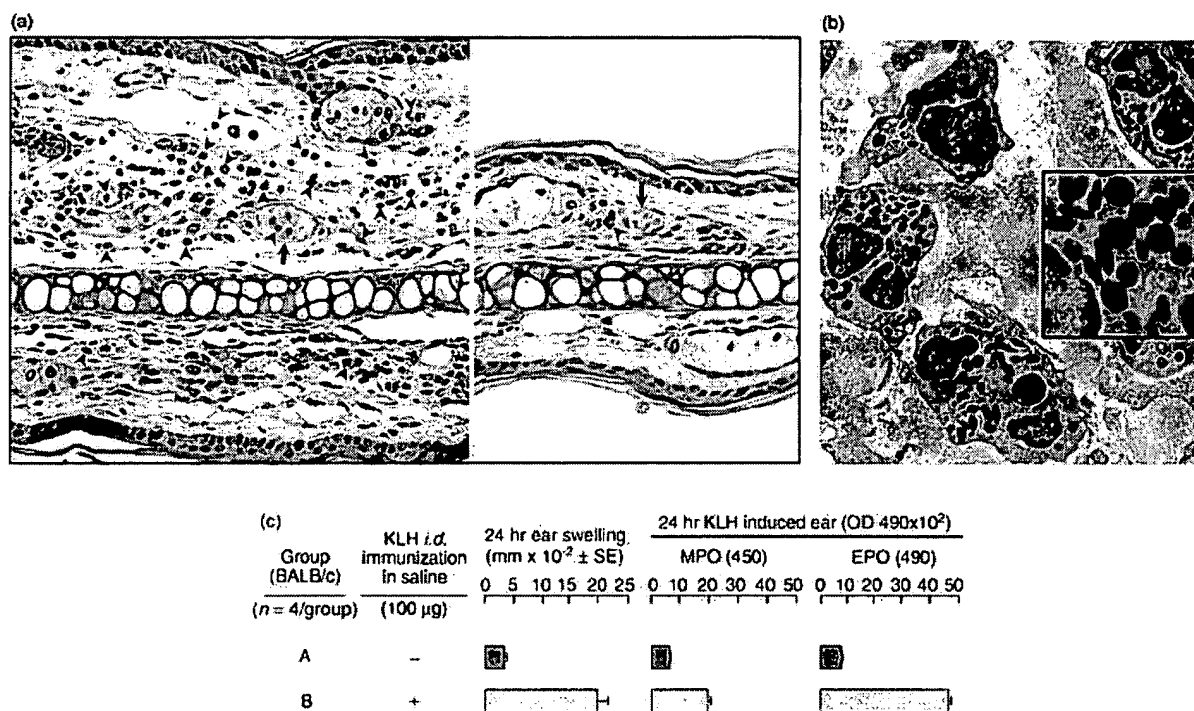 (a)
(b)
(c)
Group
(BALB/c)
(n = 4/group)
KLH i.d.
immunization
in saline
(100 µg)
24 hr ear swelling
(mm x 10-2 ± SE)
0 5 10 15 20 25
24 hr KLH induced ear (OD 490x102)
MPO (450)
0 10 20 30 40 50
EPO (490)
0 10 20 30 40 50
A –
B +